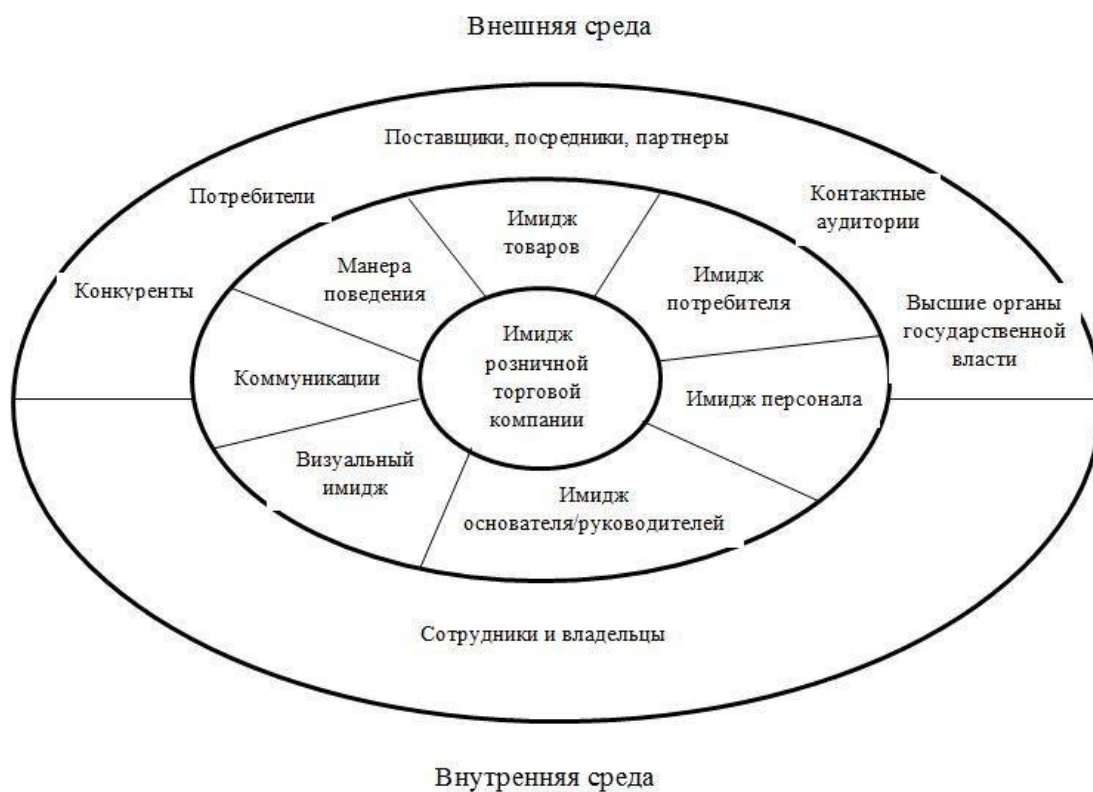 Внешняя среда
Поставщики, посредники, партнеры
Потребители
Контактные
аудитории
Конкуренты
Высшие органы
государственной
власти
Имидж
товаров
Манера
поведения
Имидж
потребителя
Имидж
розничной
торговой
компании
Коммуникации
Имидж персонала
Визуальный
имидж
Имидж
основателя/руководителей
Сотрудники и владельцы
Внутренняя среда